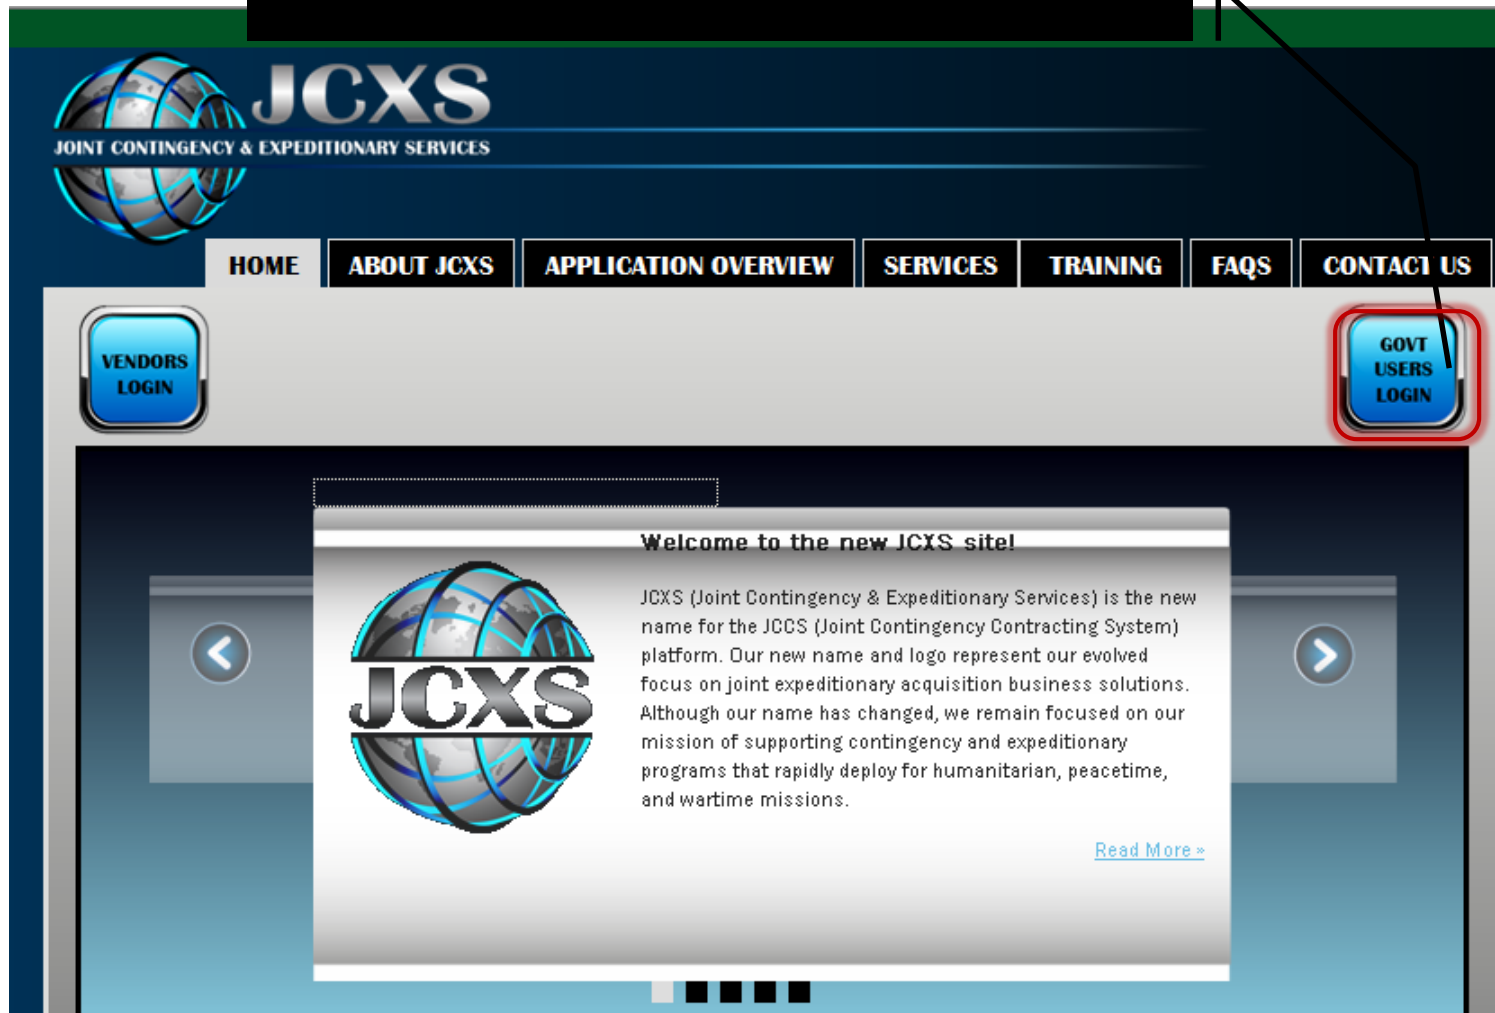 JCXS
JOINT CONTINGENCY & EXPEDITIONARY SERVICES
HOME
ABOUT JCXS
APPLICATION OVERVIEW
SERVICES
TRAINING
FAQS
CONTACT US
VENDORS
LOGIN
GOVT
USERS
LOGIN
JCXS
Welcome to the new JCXS site!
JCXS (Joint Contingency & Expeditionary Services) is the new
name for the JCCS (Joint Contingency Contracting System)
platform. Our new name and logo represent our evolved
focus on joint expeditionary acquisition business solutions.
Although our name has changed, we remain focused on our
mission of supporting contingency and expeditionary
programs that rapidly deploy for humanitarian, peacetime,
and wartime missions.
Read More »